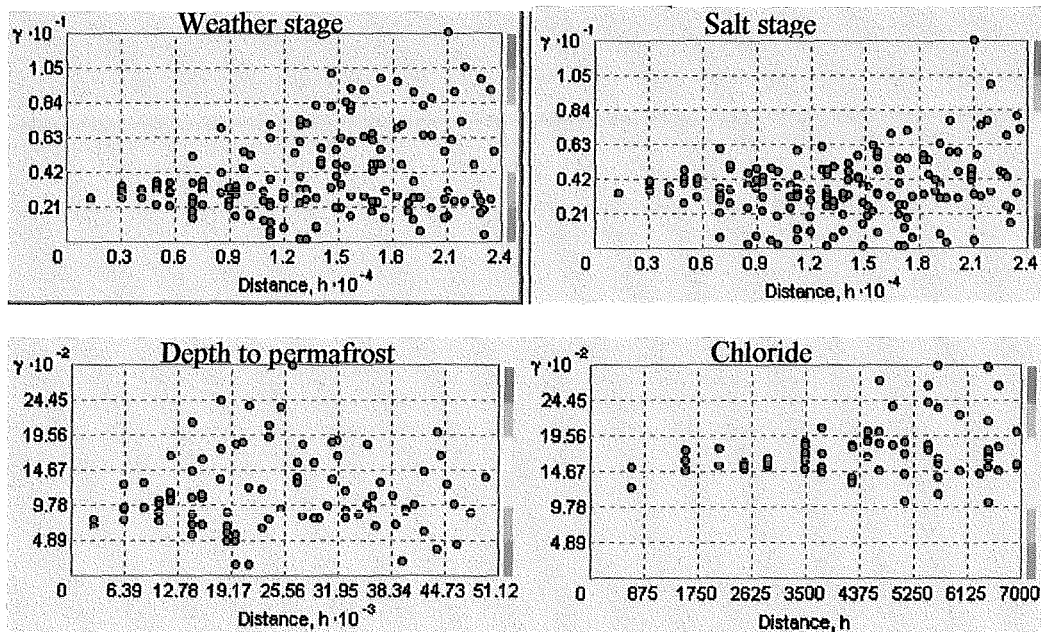 Weather stage
γ·10⁻¹
1.05
0.84
0.63
0.42
0.21
0 0.3 0.6 0.9 1.2 1.5 1.8 2.1 2.4
Distance, h·10⁻⁴
Salt stage
γ·10⁻¹
1.05
0.84
0.63
0.42
0.21
0 0.3 0.6 0.9 1.2 1.5 1.8 2.1 2.4
Distance, h·10⁻⁴
Depth to permafrost
γ·10⁻²
24.45
19.56
14.67
9.78
4.89
0 6.39 12.78 19.17 25.56 31.95 38.34 44.73 51.12
Distance, h·10⁻³
Chloride
γ·10⁻²
24.45
19.56
14.67
9.78
4.89
0 875 1750 2625 3500 4375 5250 6125 7000
Distance, h